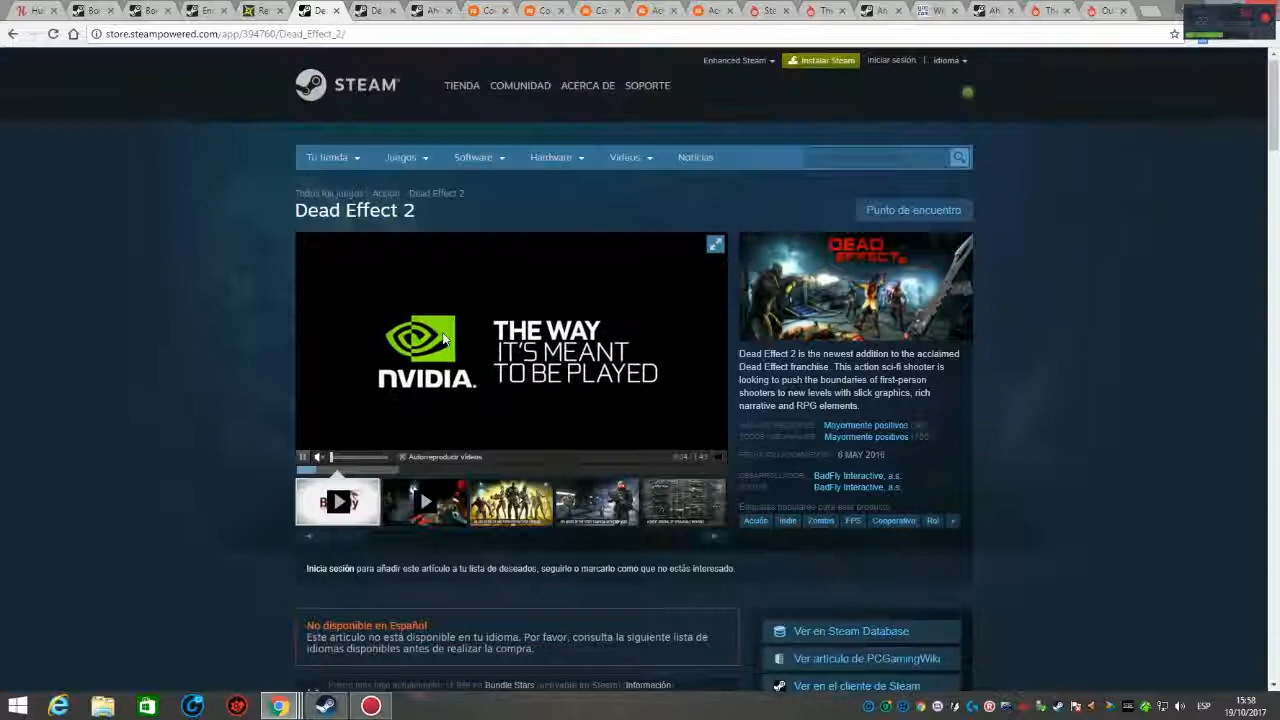 store.steampowered.com/app/394760/Dead_Effect_2/
Enhanced Steam
Instalar Steam
iniciar sesión
idioma
STEAM
TIENDA
COMUNIDAD
ACERCA DE
SOPORTE
Tu tienda
Juegos
Software
Hardware
Videos
Noticias
Todos los juegos
Acción
Dead Effect 2
Dead Effect 2
Punto de encuentro
NVIDIA.
THE WAY
IT'S MEANT
TO BE PLAYED
DEAD
EFFECT 2
Dead Effect 2 is the newest addition to the acclaimed
Dead Effect franchise. This action sci-fi shooter is
looking to push the boundaries of first-person
shooters to new levels with slick graphics, rich
narrative and RPG elements.
Mayormente positivos
Mayormente positivos
6 MAY 2016
BadFly Interactive, a.s.
BadFly Interactive, a.s.
Autorreproducir vídeos
Acción
Indie
Zombis
FPS
Cooperativo
Rol
+
Inicia sesión para añadir este artículo a tu lista de deseados, seguirlo o marcarlo como que no estás interesado.
No disponible en Español
Este artículo no está disponible en tu idioma. Por favor, consulta la siguiente lista de
idiomas disponibles antes de realizar la compra.
Ver en Steam Database
Ver artículo de PCGamingWiki
Ver en el cliente de Steam
Bundle Stars
Información
ESP
15:58
19/10/2017